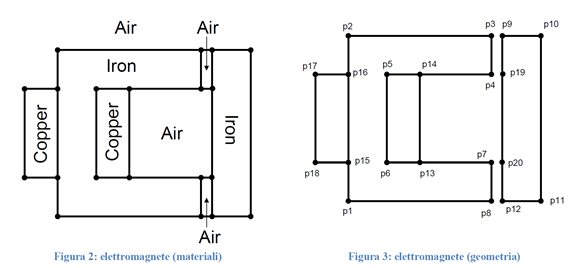 Air
Air
Iron
Copper
Copper
Air
Iron
Air
p2
p3
p9
p10
p17
p16
p5
p14
p4
p19
p18
p15
p6
p13
p7
p20
p1
p8
p12
p11
Figura 2: elettromagnete (materiali)
Figura 3: elettromagnete (geometria)